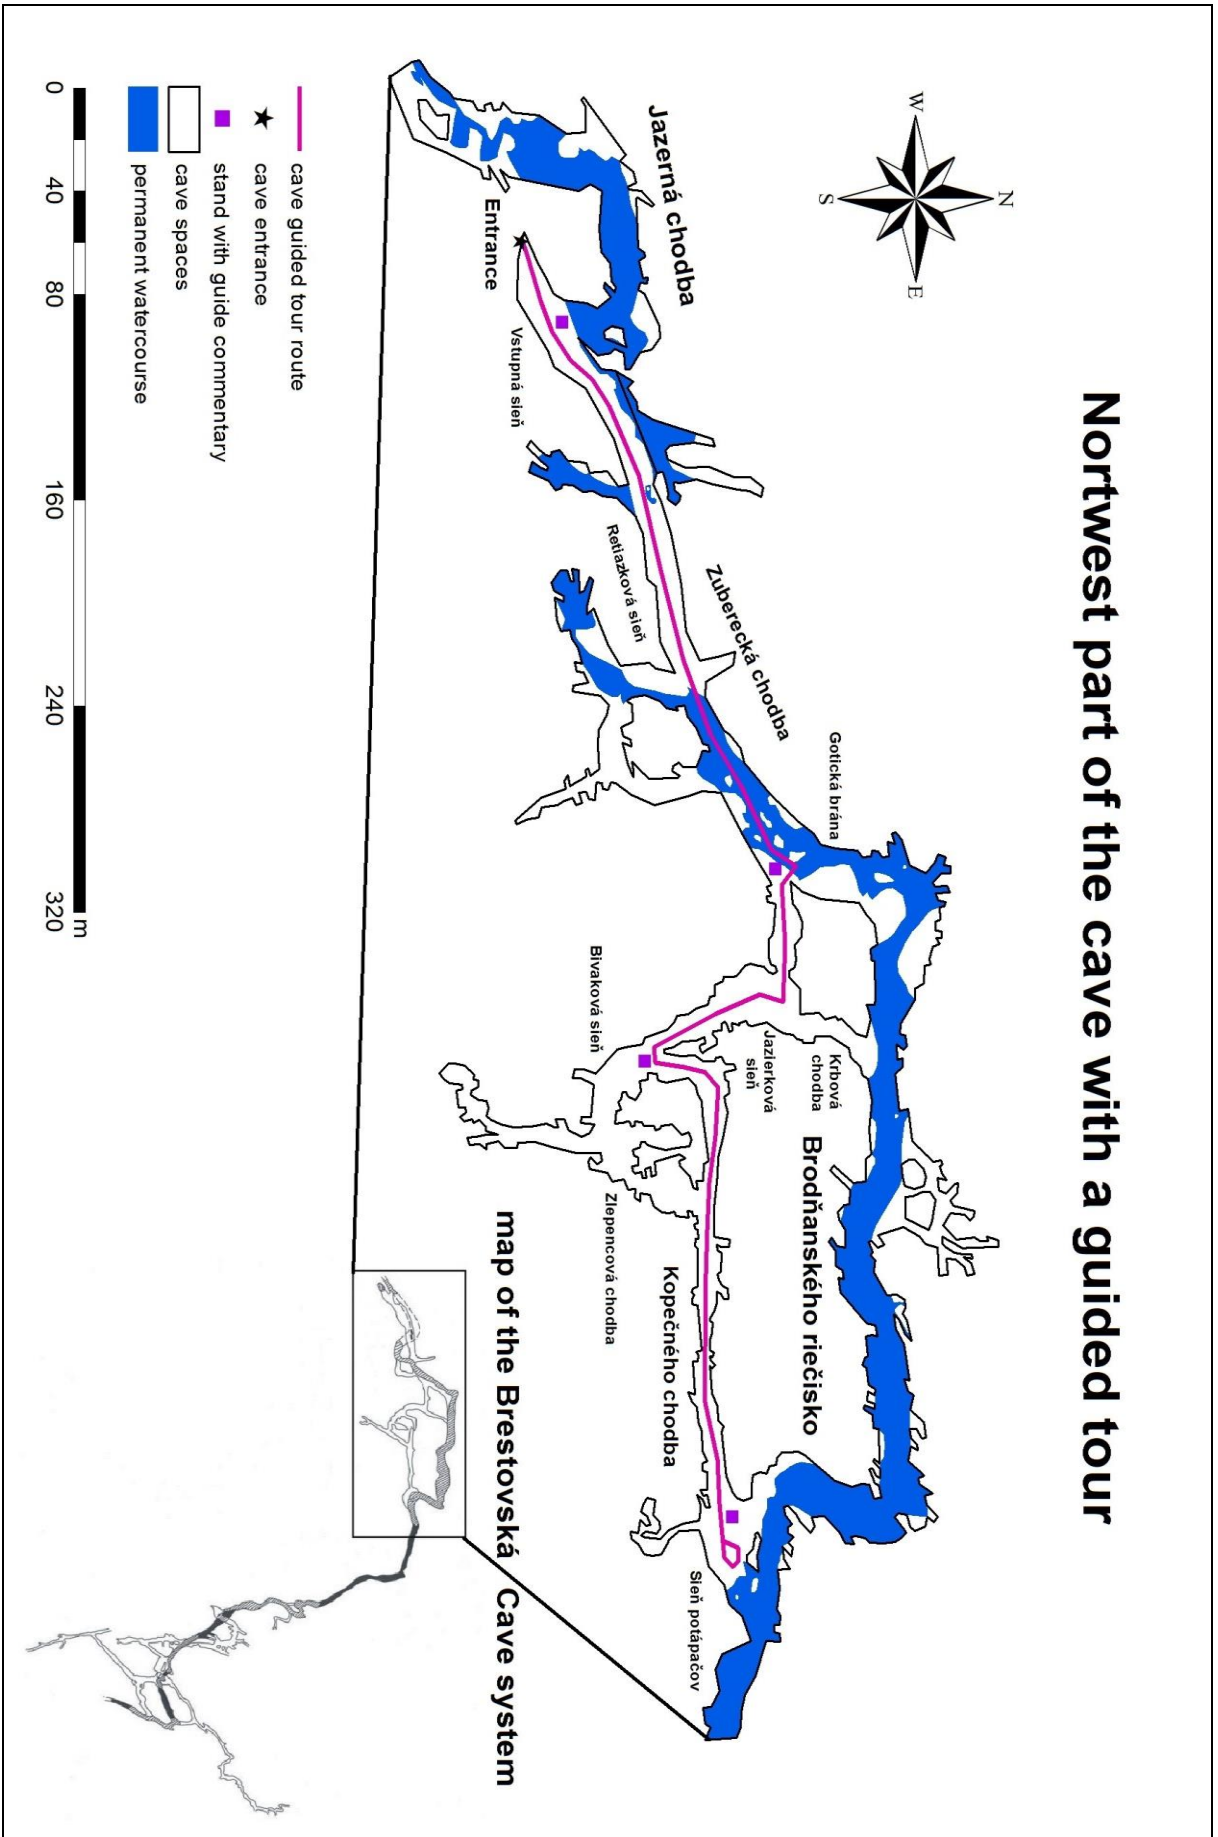 Nortwest part of the cave with a guided tour
N
W
E
S
Jazerná chodba
Entrance
Vstupná sieň
Retiazková sieň
Zuberecká chodba
Gotická brána
Bivaková sieň
Jazierková
sieň
Krbová
chodba
Brodňanského riečisko
Zlepencová chodba
Kopečného chodba
Sieň potápačov
map of the Brestovská Cave system
cave guided tour route
cave entrance
stand with guide commentary
cave spaces
permanent watercourse
0 40 80 160 240 320 m